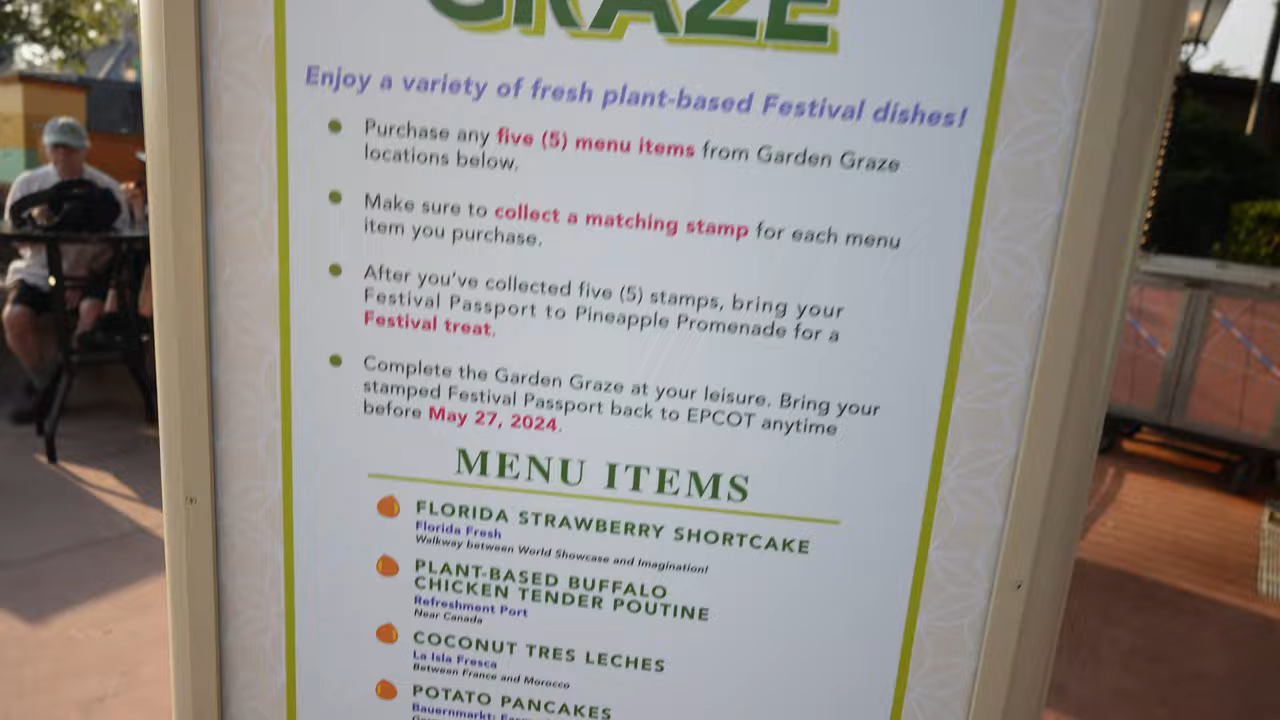 GRAZE
Enjoy a variety of fresh plant-based Festival dishes!
Purchase any five (5) menu items from Garden Graze
locations below.
Make sure to collect a matching stamp for each menu
item you purchase.
After you've collected five (5) stamps, bring your
Festival Passport to Pineapple Promenade for a
Festival treat.
Complete the Garden Graze at your leisure. Bring your
stamped Festival Passport back to EPCOT anytime
before May 27, 2024.
MENU ITEMS
FLORIDA STRAWBERRY SHORTCAKE
Florida Fresh
Walkway between World Showcase and Imagination!
PLANT-BASED BUFFALO
CHICKEN TENDER POUTINE
Refreshment Port
Near Canada
COCONUT TRES LECHES
La Isla Fresca
Between France and Morocco
POTATO PANCAKES
Bauernmarkt: